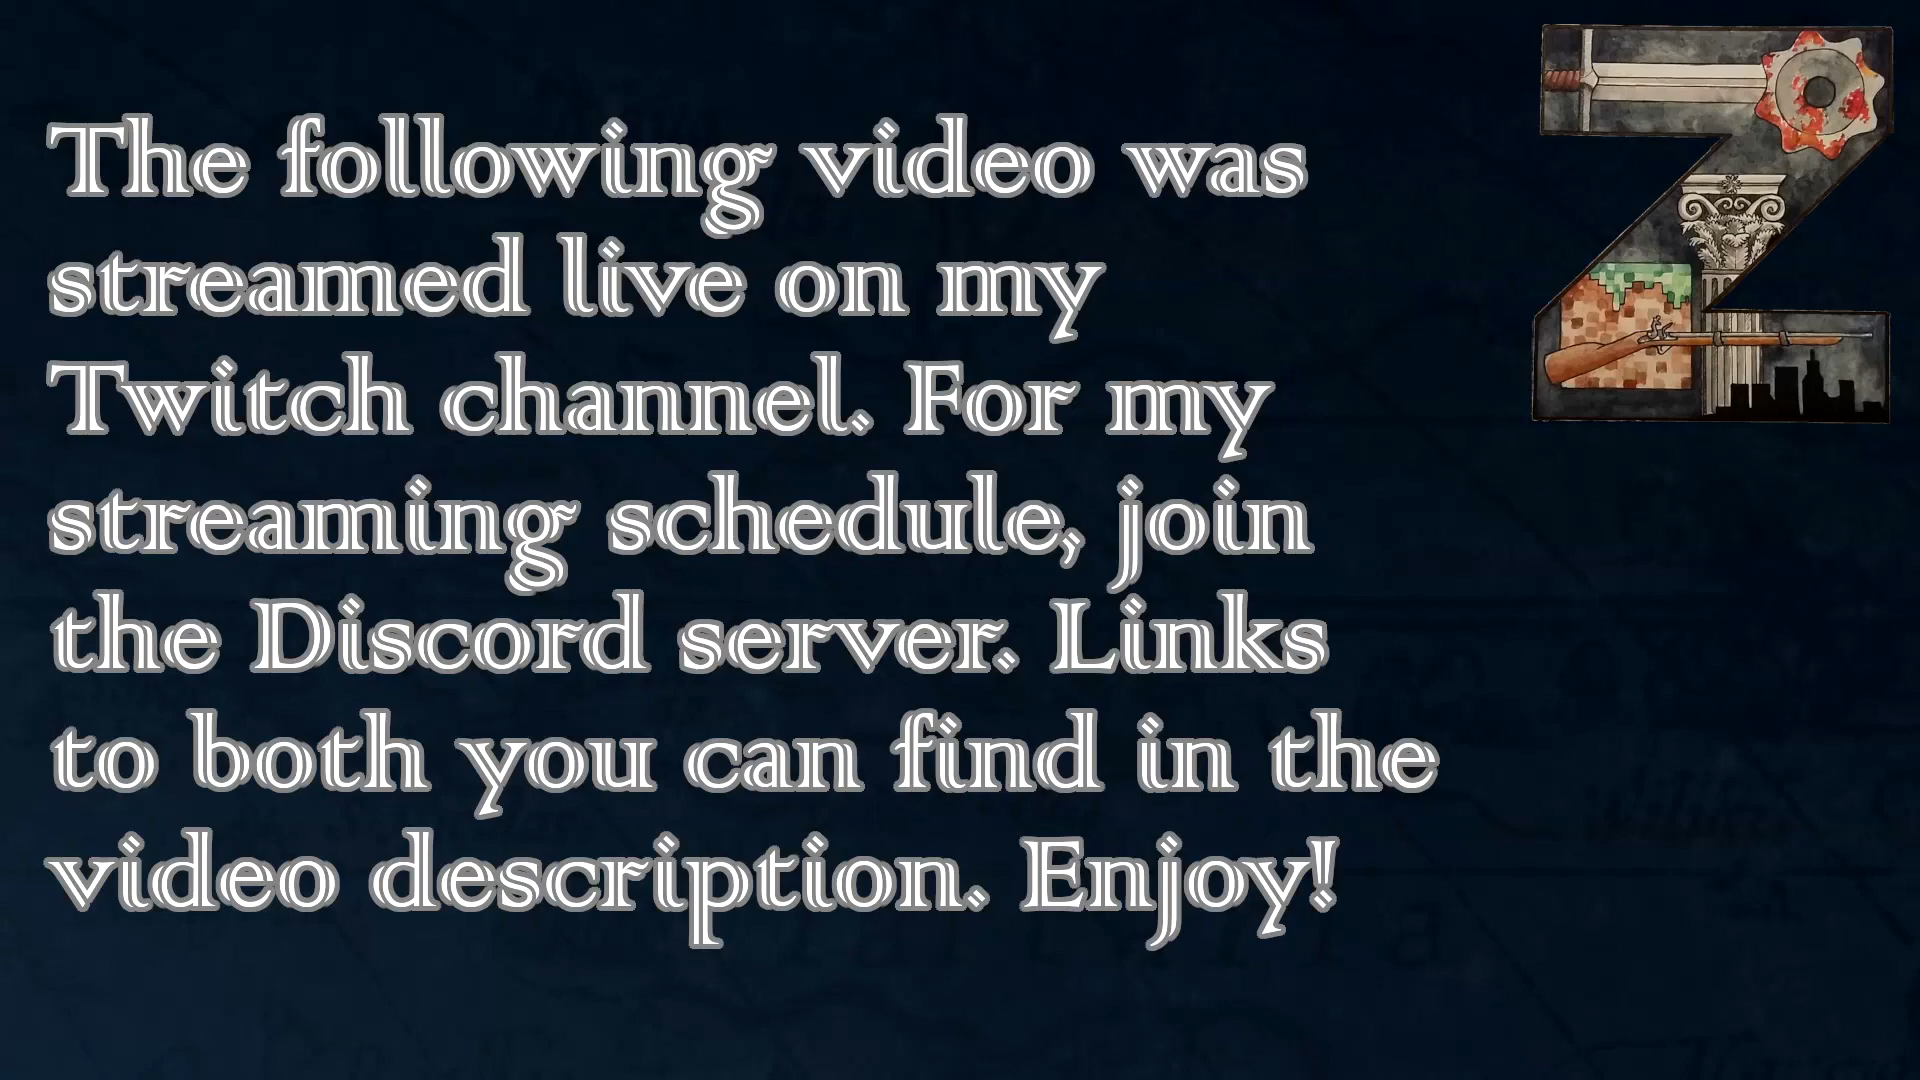 The following video was
streamed live on my
Twitch channel. For my
streaming schedule, join
the Discord server. Links
to both you can find in the
video description. Enjoy!